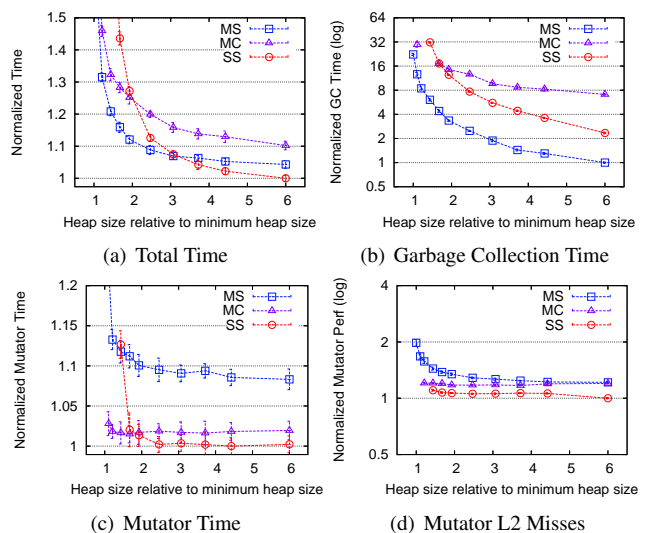 1.5
1.4
1.3
1.2
1.1
1
Normalized Time
MS
MC
SS
1 2 3 4 5 6
Heap size relative to minimum heap size
(a) Total Time
64
32
16
8
4
2
1
0.5
Normalized GC Time (log)
MS
MC
SS
1 2 3 4 5 6
Heap size relative to minimum heap size
(b) Garbage Collection Time
1.2
1.15
1.1
1.05
1
Normalized Mutator Time
MS
MC
SS
1 2 3 4 5 6
Heap size relative to minimum heap size
(c) Mutator Time
4
2
1
0.5
Normalized Mutator Perf (log)
MS
MC
SS
1 2 3 4 5 6
Heap size relative to minimum heap size
(d) Mutator L2 Misses